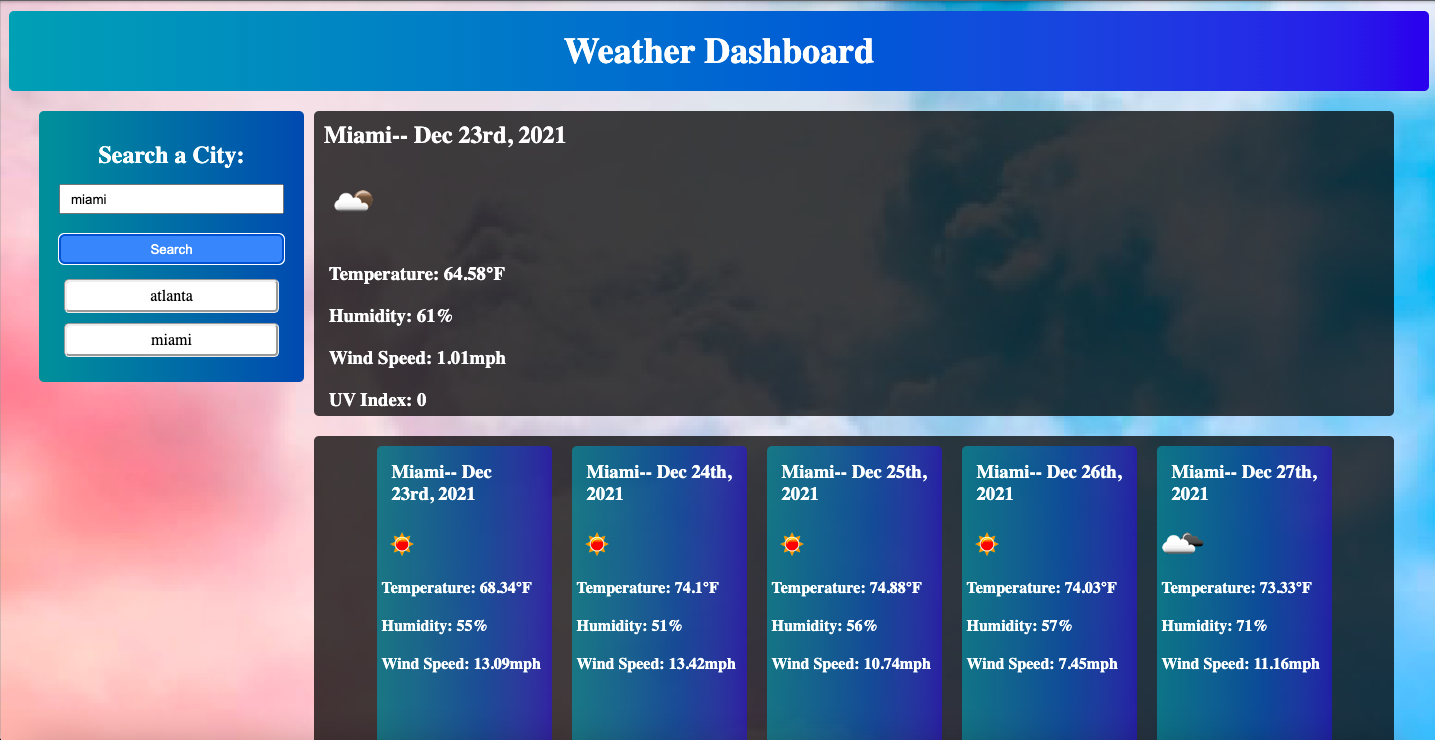 Weather Dashboard
Search a City:
miami
Search
atlanta
miami
Miami-- Dec 23rd, 2021
Temperature: 64.58°F
Humidity: 61%
Wind Speed: 1.01mph
UV Index: 0
Miami-- Dec
23rd, 2021
Temperature: 68.34°F
Humidity: 55%
Wind Speed: 13.09mph
Miami-- Dec 24th,
2021
Temperature: 74.1°F
Humidity: 51%
Wind Speed: 13.42mph
Miami-- Dec 25th,
2021
Temperature: 74.88°F
Humidity: 56%
Wind Speed: 10.74mph
Miami-- Dec 26th,
2021
Temperature: 74.03°F
Humidity: 57%
Wind Speed: 7.45mph
Miami-- Dec 27th,
2021
Temperature: 73.33°F
Humidity: 71%
Wind Speed: 11.16mph